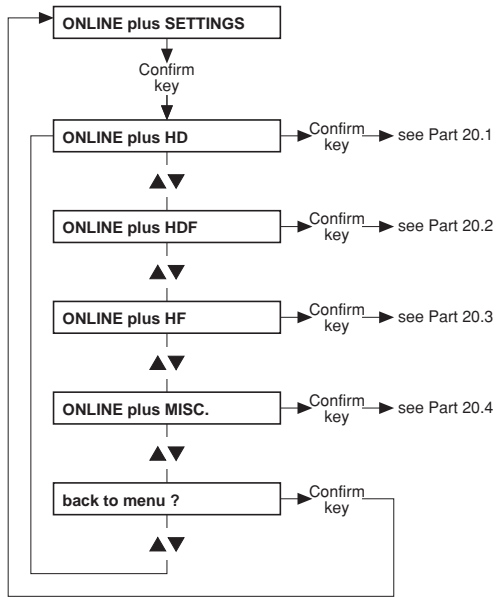 ONLINE plus SETTINGS
Confirm
key
ONLINE plus HD
Confirm
key
see Part 20.1
▲▼
ONLINE plus HDF
Confirm
key
see Part 20.2
▲▼
ONLINE plus HF
Confirm
key
see Part 20.3
▲▼
ONLINE plus MISC.
Confirm
key
see Part 20.4
▲▼
back to menu ?
Confirm
key
▲▼